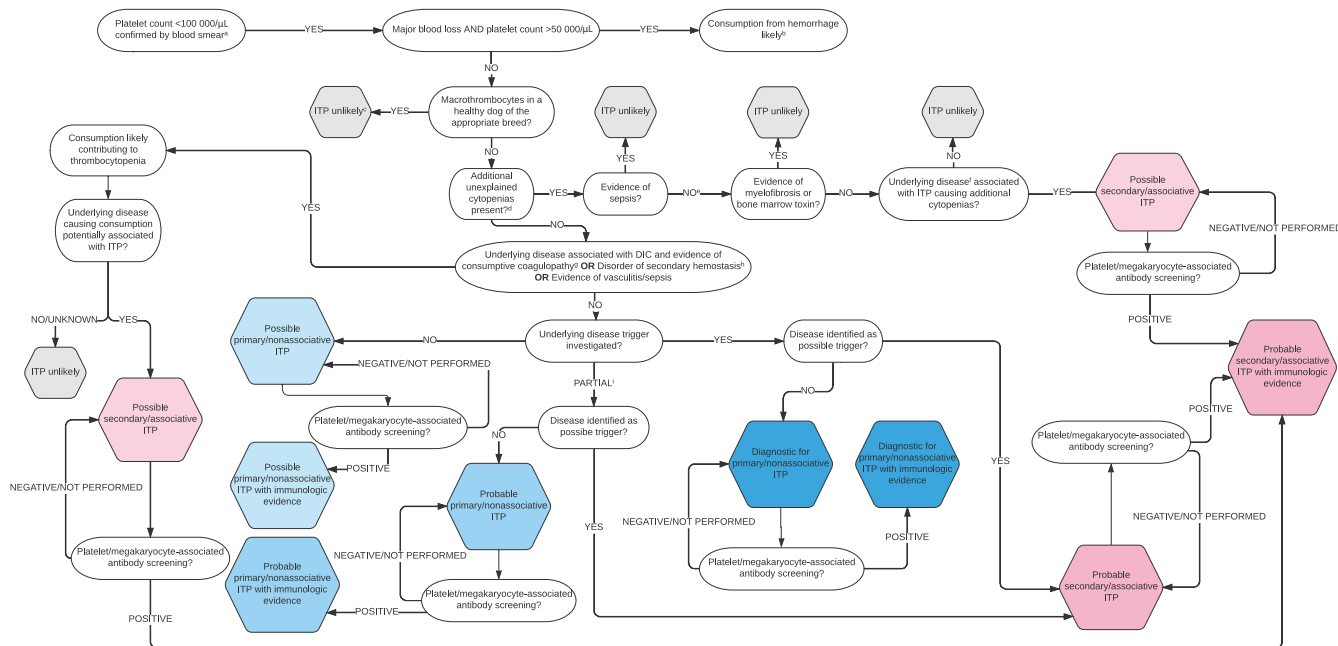 Platelet count <100 000/µL
confirmed by blood smearᵃ
YES
Major blood loss AND platelet count >50 000/µL
YES
Consumption from hemorrhage
likelyᵇ
NO
ITP unlikelyᶜ
YES
Macrothrombocytes in a
healthy dog of the
appropriate breed?
ITP unlikely
ITP unlikely
ITP unlikely
Consumption likely
contributing to
thrombocytopenia
NO
YES
YES
NO
Additional
unexplained
cytopenias
present?ᵈ
YES
Evidence of
sepsis?
NOᵉ
Evidence of
myelofibrosis or
bone marrow toxin?
NO
Underlying diseaseᶠ associated
with ITP causing additional
cytopenias?
YES
Possible
secondary/associative
ITP
YES
NO
Underlying disease
causing consumption
potentially associated
with ITP?
NEGATIVE/NOT PERFORMED
Underlying disease associated with DIC and evidence of
consumptive coagulopathyᵍ OR Disorder of secondary hemostasisʰ
OR Evidence of vasculitis/sepsis
Platelet/megakaryocyte-associated
antibody screening?
NO
NO/UNKNOWN
YES
POSITIVE
Possible
primary/nonassociative
ITP
NO
Underlying disease trigger
investigated?
YES
Disease identified as
possible trigger?
ITP unlikely
NEGATIVE/NOT PERFORMED
Probable
secondary/associative
ITP with immunologic
evidence
PARTIALⁱ
NO
Possible
secondary/associative
ITP
Platelet/megakaryocyte-associated
antibody screening?
Disease identified as
possibe trigger?
POSITIVE
NO
Platelet/megakaryocyte-associated
antibody screening?
Possible
primary/nonassociative
ITP with immunologic
evidence
POSITIVE
Diagnostic for
primary/nonassociative
ITP
Diagnostic for
primary/nonassociative
ITP with immunologic
evidence
YES
NEGATIVE/NOT PERFORMED
Probable
primary/nonassociative
ITP
NEGATIVE/NOT PERFORMED
POSITIVE
NEGATIVE/NOT PERFORMED
YES
Platelet/megakaryocyte-associated
antibody screening?
NEGATIVE/NOT PERFORMED
Platelet/megakaryocyte-associated
antibody screening?
Probable
primary/nonassociative
ITP with immunologic
evidence
Platelet/megakaryocyte-associated
antibody screening?
Probable
secondary/associative
ITP
POSITIVE
POSITIVE